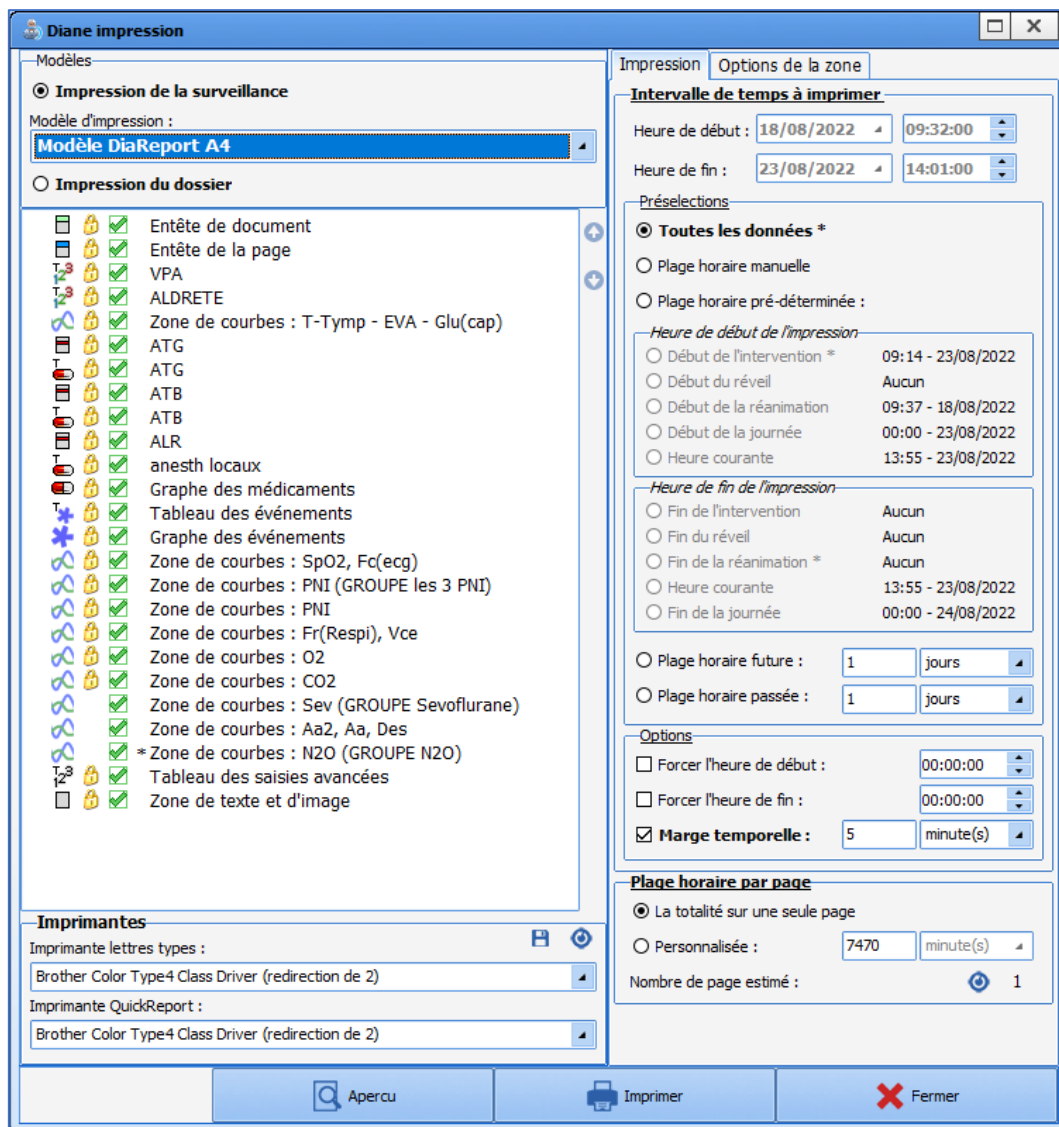 Diane impression
Modèles
Impression de la surveillance
Modèle d'impression :
Modèle DiaReport A4
Impression du dossier
Entête de document
Entête de la page
VPA
ALDRETE
Zone de courbes : T-Tymp - EVA - Glu(cap)
ATG
ATG
ATB
ATB
ALR
anesth locaux
Graphe des médicaments
Tableau des événements
Graphe des événements
Zone de courbes : SpO2, Fc(ecg)
Zone de courbes : PNI (GROUPE les 3 PNI)
Zone de courbes : PNI
Zone de courbes : Fr(Respi), Vce
Zone de courbes : O2
Zone de courbes : CO2
Zone de courbes : Sev (GROUPE Sevoflurane)
Zone de courbes : Aa2, Aa, Des
* Zone de courbes : N2O (GROUPE N2O)
Tableau des saisies avancées
Zone de texte et d'image
Imprimantes
Imprimante lettres types :
Brother Color Type4 Class Driver (redirection de 2)
Imprimante QuickReport :
Brother Color Type4 Class Driver (redirection de 2)
Impression Options de la zone
Intervalle de temps à imprimer
Heure de début : 18/08/2022 09:32:00
Heure de fin : 23/08/2022 14:01:00
Préselections
Toutes les données *
Plage horaire manuelle
Plage horaire pré-déterminée :
Heure de début de l'impression
Début de l'intervention * 09:14 - 23/08/2022
Début du réveil Aucun
Début de la réanimation 09:37 - 18/08/2022
Début de la journée 00:00 - 23/08/2022
Heure courante 13:55 - 23/08/2022
Heure de fin de l'impression
Fin de l'intervention Aucun
Fin du réveil Aucun
Fin de la réanimation * Aucun
Heure courante 13:55 - 23/08/2022
Fin de la journée 00:00 - 24/08/2022
Plage horaire future : 1 jours
Plage horaire passée : 1 jours
Options
Forcer l'heure de début : 00:00:00
Forcer l'heure de fin : 00:00:00
Marge temporelle : 5 minute(s)
Plage horaire par page
La totalité sur une seule page
Personnalisée : 7470 minute(s)
Nombre de page estimé : 1
Apercu Imprimer Fermer